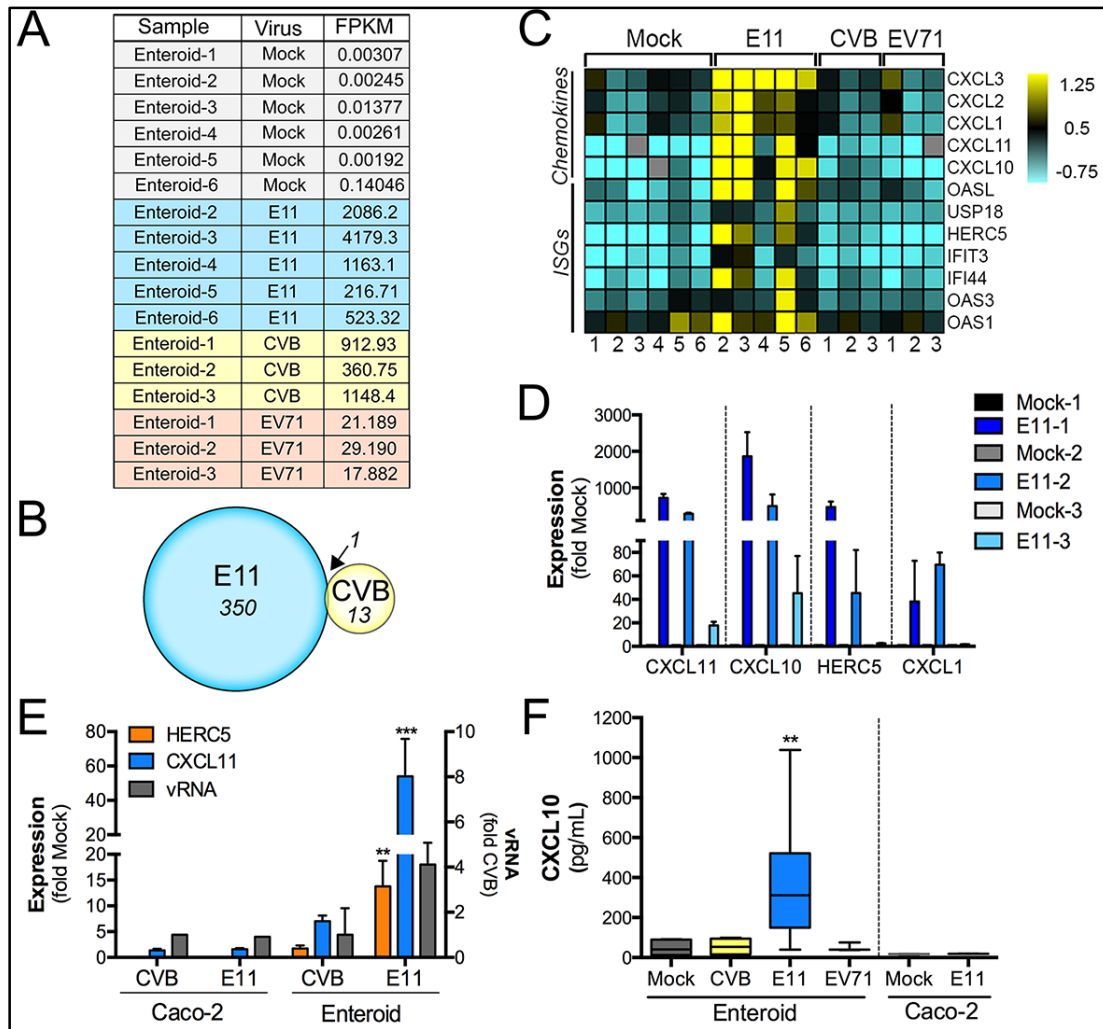 A
Sample Virus FPKM
Enteroid-1 Mock 0.00307
Enteroid-2 Mock 0.00245
Enteroid-3 Mock 0.01377
Enteroid-4 Mock 0.00261
Enteroid-5 Mock 0.00192
Enteroid-6 Mock 0.14046
Enteroid-2 E11 2086.2
Enteroid-3 E11 4179.3
Enteroid-4 E11 1163.1
Enteroid-5 E11 216.71
Enteroid-6 E11 523.32
Enteroid-1 CVB 912.93
Enteroid-2 CVB 360.75
Enteroid-3 CVB 1148.4
Enteroid-1 EV71 21.189
Enteroid-2 EV71 29.190
Enteroid-3 EV71 17.882
B
E11
350
1
CVB
13
C
Mock E11 CVB EV71
Chemokines
ISGs
CXCL3
CXCL2
CXCL1
CXCL11
CXCL10
OASL
USP18
HERC5
IFIT3
IFI44
OAS3
OAS1
1 2 3 4 5 6 2 3 4 5 6 1 2 3 1 2 3
1.25
0.5
-0.75
D
Expression
(fold Mock)
3000
2000
1000
80
60
40
20
0
CXCL11 CXCL10 HERC5 CXCL1
Mock-1
E11-1
Mock-2
E11-2
Mock-3
E11-3
E
Expression
(fold Mock)
80
60
40
20
20
15
10
5
0
HERC5
CXCL11
vRNA
** ***
10
8
6
4
2
0
vRNA
(fold CVB)
CVB E11 CVB E11
Caco-2 Enteroid
F
CXCL10
(pg/mL)
1200
1000
800
600
400
200
0
**
Mock CVB E11 EV71 Mock E11
Enteroid Caco-2